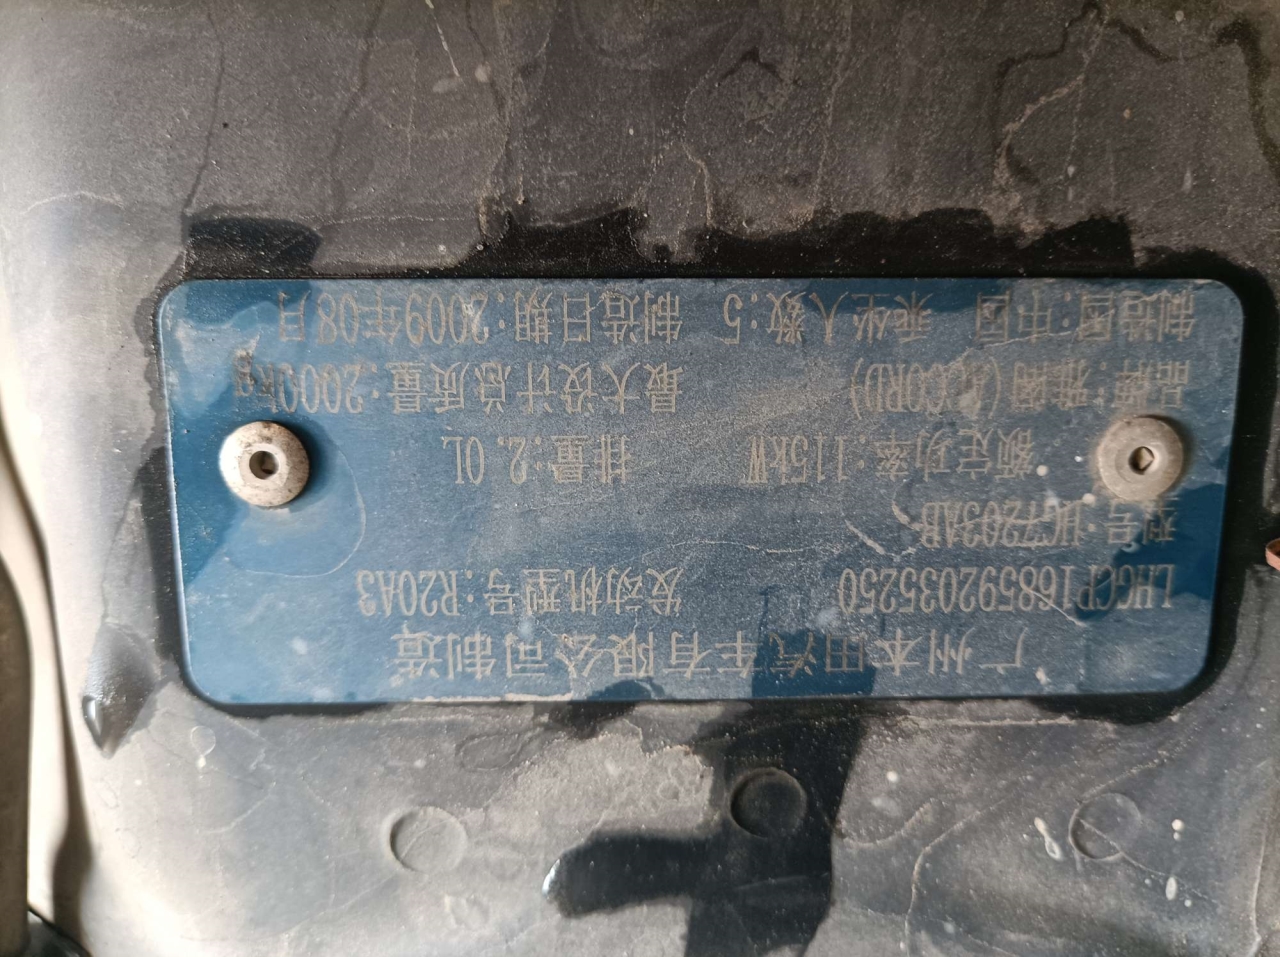 广州本田汽车有限公司制造
LHGCP168592035250 发动机型号:R20A3
型号:HG7203AB
额定功率:115kW 排量:2.0L
品牌:雅阁(ACCORD) 最大设计总质量:2000kg
制造国:中国 乘坐人数:5 制造日期:2009年08月